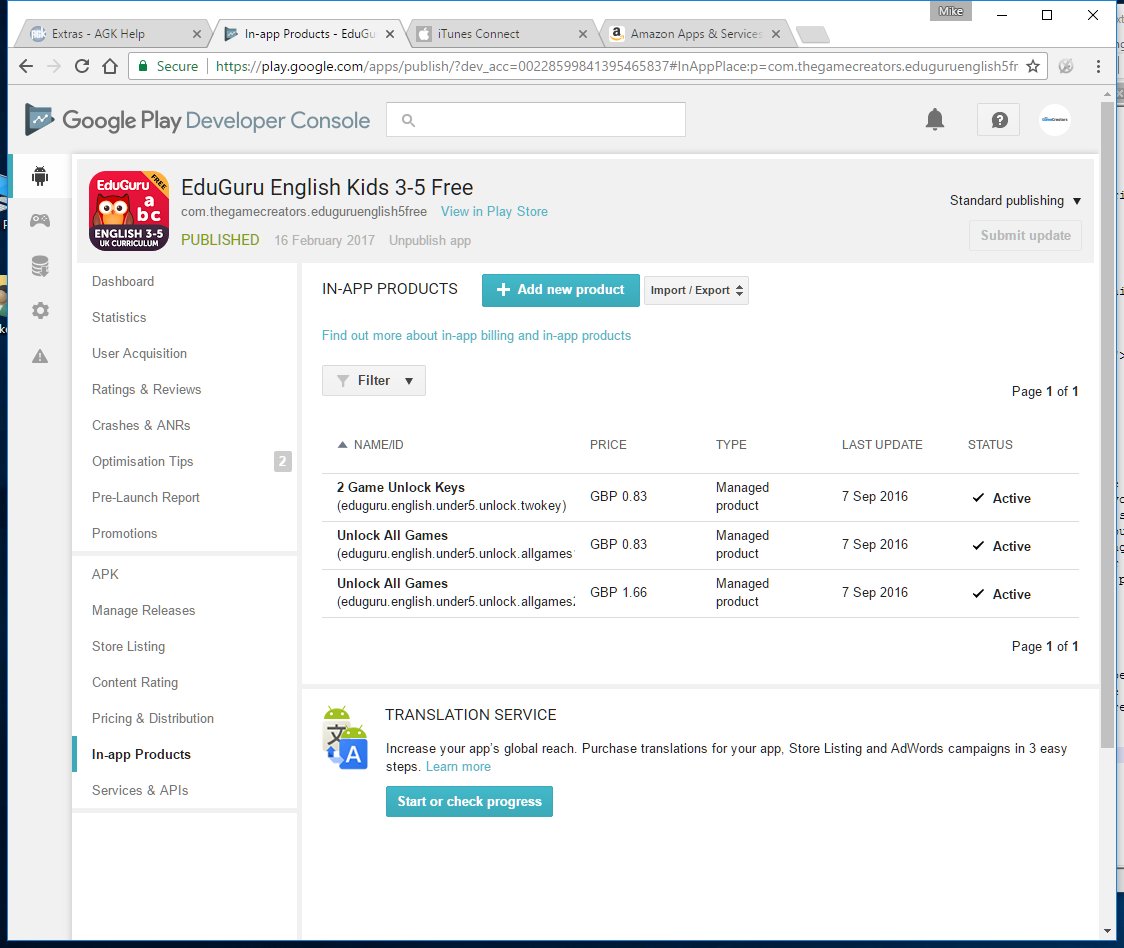 Mike
Extras - AGK Help
In-app Products - EduGu
iTunes Connect
Amazon Apps & Services
Secure
https://play.google.com/apps/publish/?dev_acc=00228599841395465837#InAppPlace:p=com.thegamecreators.eduguruenglish5fr
Google Play Developer Console
EduGuru
FREE
a
b c
ENGLISH 3-5
UK CURRICULUM
EduGuru English Kids 3-5 Free
com.thegamecreators.eduguruenglish5free View in Play Store
PUBLISHED 16 February 2017 Unpublish app
Standard publishing
Submit update
Dashboard
Statistics
User Acquisition
Ratings & Reviews
Crashes & ANRs
Optimisation Tips 2
Pre-Launch Report
Promotions
APK
Manage Releases
Store Listing
Content Rating
Pricing & Distribution
In-app Products
Services & APIs
IN-APP PRODUCTS + Add new product Import / Export
Find out more about in-app billing and in-app products
Filter
Page 1 of 1
NAME/ID PRICE TYPE LAST UPDATE STATUS
2 Game Unlock Keys
(eduguru.english.under5.unlock.twokey)
GBP 0.83
Managed
product
7 Sep 2016
Active
Unlock All Games
(eduguru.english.under5.unlock.allgames
GBP 0.83
Managed
product
7 Sep 2016
Active
Unlock All Games
(eduguru.english.under5.unlock.allgames2
GBP 1.66
Managed
product
7 Sep 2016
Active
Page 1 of 1
TRANSLATION SERVICE
Increase your app's global reach. Purchase translations for your app, Store Listing and AdWords campaigns in 3 easy
steps. Learn more
Start or check progress